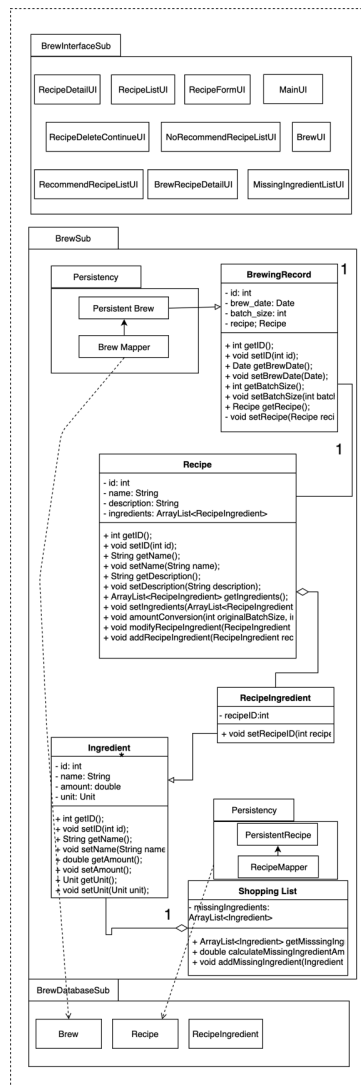 BrewInterfaceSub
RecipeDetailUI
RecipeListUI
RecipeFormUI
MainUI
RecipeDeleteContinueUI
NoRecommendRecipeListUI
BrewUI
RecommendRecipeListUI
BrewRecipeDetailUI
MissingIngredientListUI
BrewSub
Persistency
Persistent Brew
Brew Mapper
BrewingRecord
1
- id: int
- brew_date: Date
- batch_size: int
- recipe; Recipe
+ int getID();
+ void setID(int id);
+ Date getBrewDate();
+ void setBrewDate(Date);
+ int getBatchSize();
+ void setBatchSize(int batcl
+ Recipe getRecipe();
- void setRecipe(Recipe reci
1
Recipe
- id: int
- name: String
- description: String
- ingredients: ArrayList<RecipeIngredient>
+ int getID();
+ void setID(int id);
+ String getName();
+ void setName(String name);
+ String getDescription();
+ void setDescription(String description);
+ ArrayList<RecipeIngredient> getIngredients();
+ void setIngredients(ArrayList<RecipeIngredient
+ void amountConversion(int originalBatchSize, i
+ void modifyRecipeIngredient(RecipeIngredient
+ void addRecipeIngredient(RecipeIngredient rec
RecipeIngredient
- recipeID:int
+ void setRecipeID(int recipe
Ingredient
- id: int
- name: String
- amount: double
- unit: Unit
+ int getID();
+ void setID(int id);
+ String getName();
+ void setName(String name
+ double getAmount();
+ void setAmount();
+ Unit getUnit();
+ void setUnit(Unit unit);
Persistency
PersistentRecipe
RecipeMapper
Shopping List
- missingIngredients:
ArrayList<Ingredient>
+ ArrayList<Ingredient> getMisssingIng
+ double calculateMissingIngredientAm
+ void addMissingIngredient(Ingredient
1
BrewDatabaseSub
Brew
Recipe
RecipeIngredient